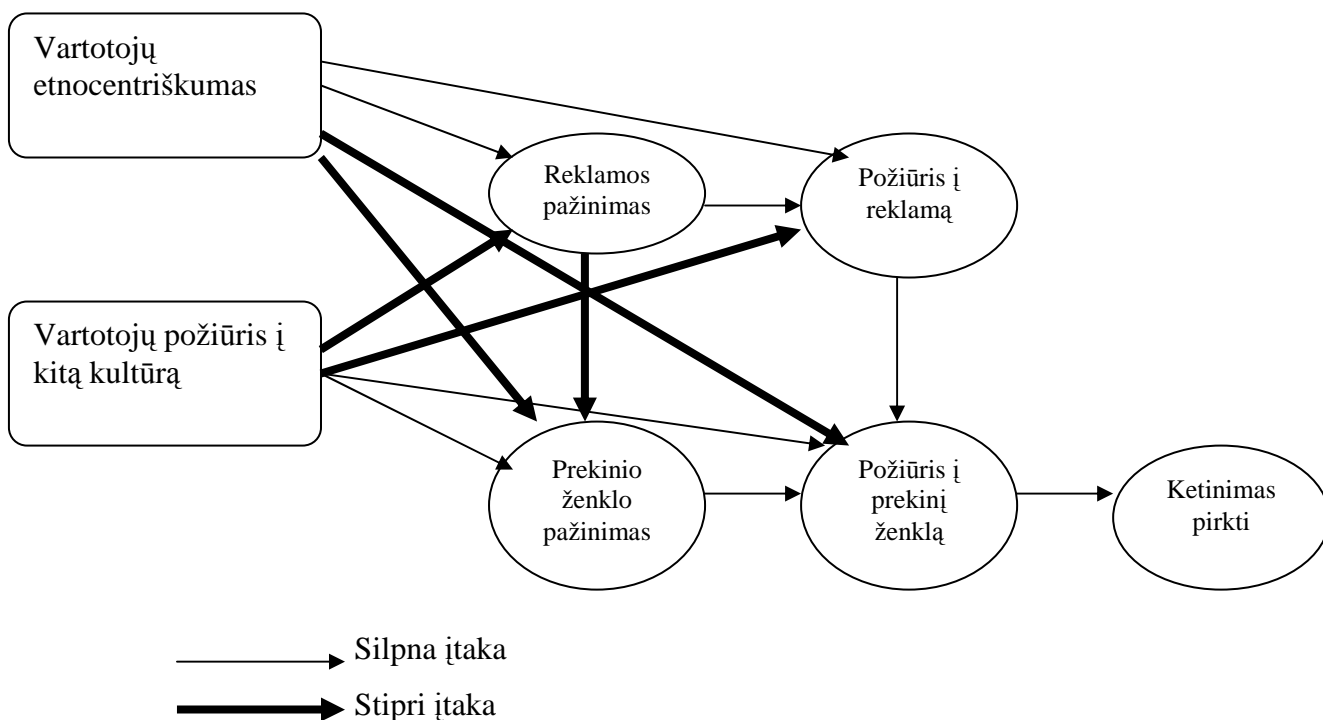 Vartotojų
etnocentriškumas
Reklamos
pažinimas
Požiūris į
reklamą
Vartotojų požiūris į
kitą kultūrą
Prekinio
ženklo
pažinimas
Požiūris į
prekinį
ženklą
Ketinimas
pirkti
Silpna įtaka
Stipri įtaka